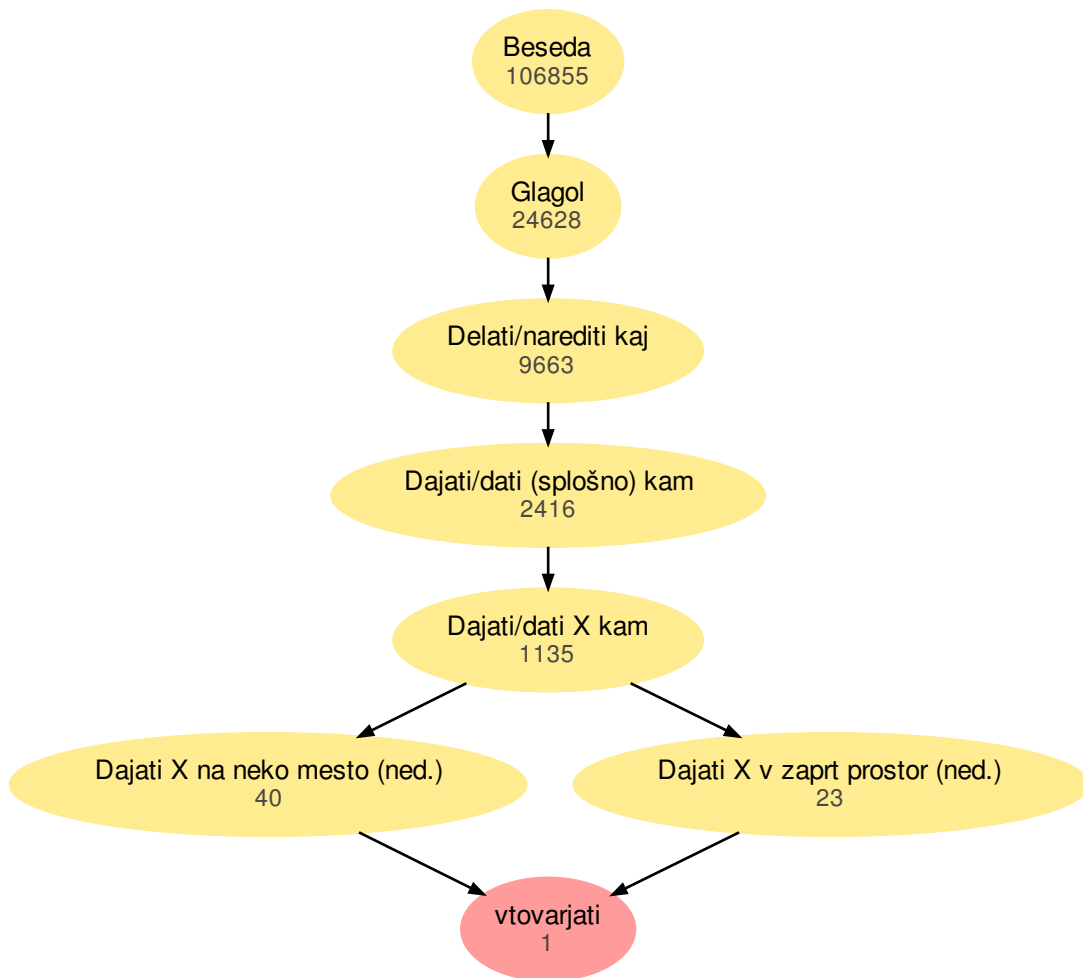 Beseda
106855
Glagol
24628
Delati/narediti kaj
9663
Dajati/dati (splošno) kam
2416
Dajati/dati X kam
1135
Dajati X na neko mesto (ned.)
40
Dajati X v zaprt prostor (ned.)
23
vtovarjati
1